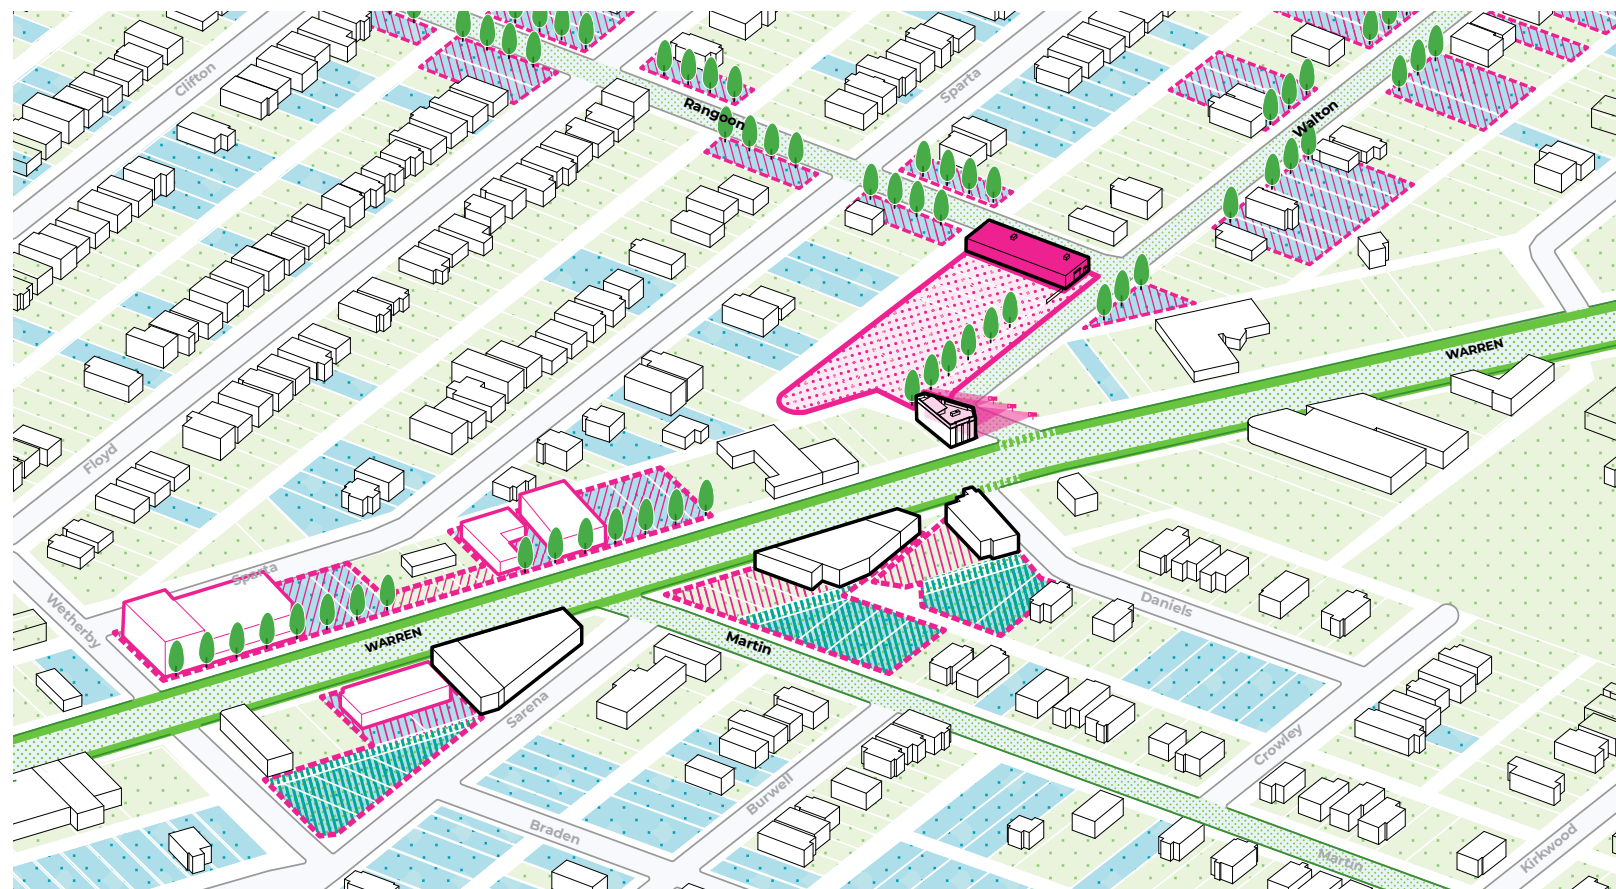 Clifton
Sparta
Rangoon
Walton
WARREN
Floyd
Sparta
Wetherby
WARREN
Daniels
Martin
Sarena
Crowley
Burwell
Braden
Martin
Kirkwood